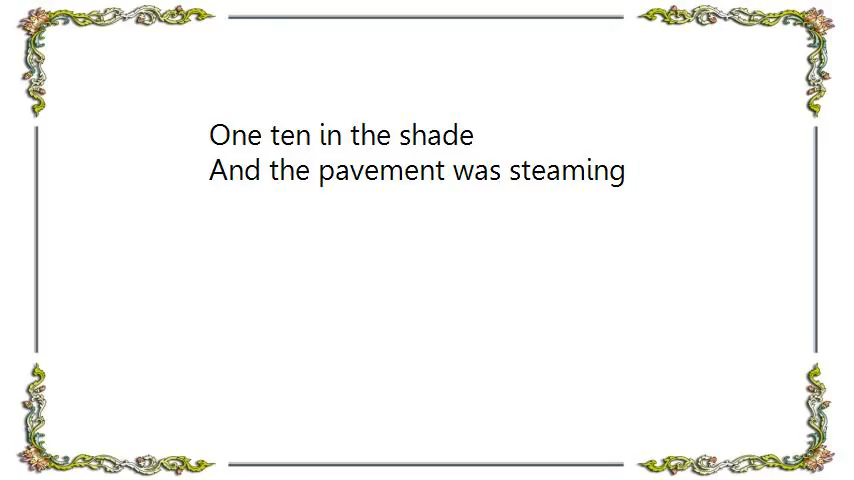 One ten in the shade
And the pavement was steaming